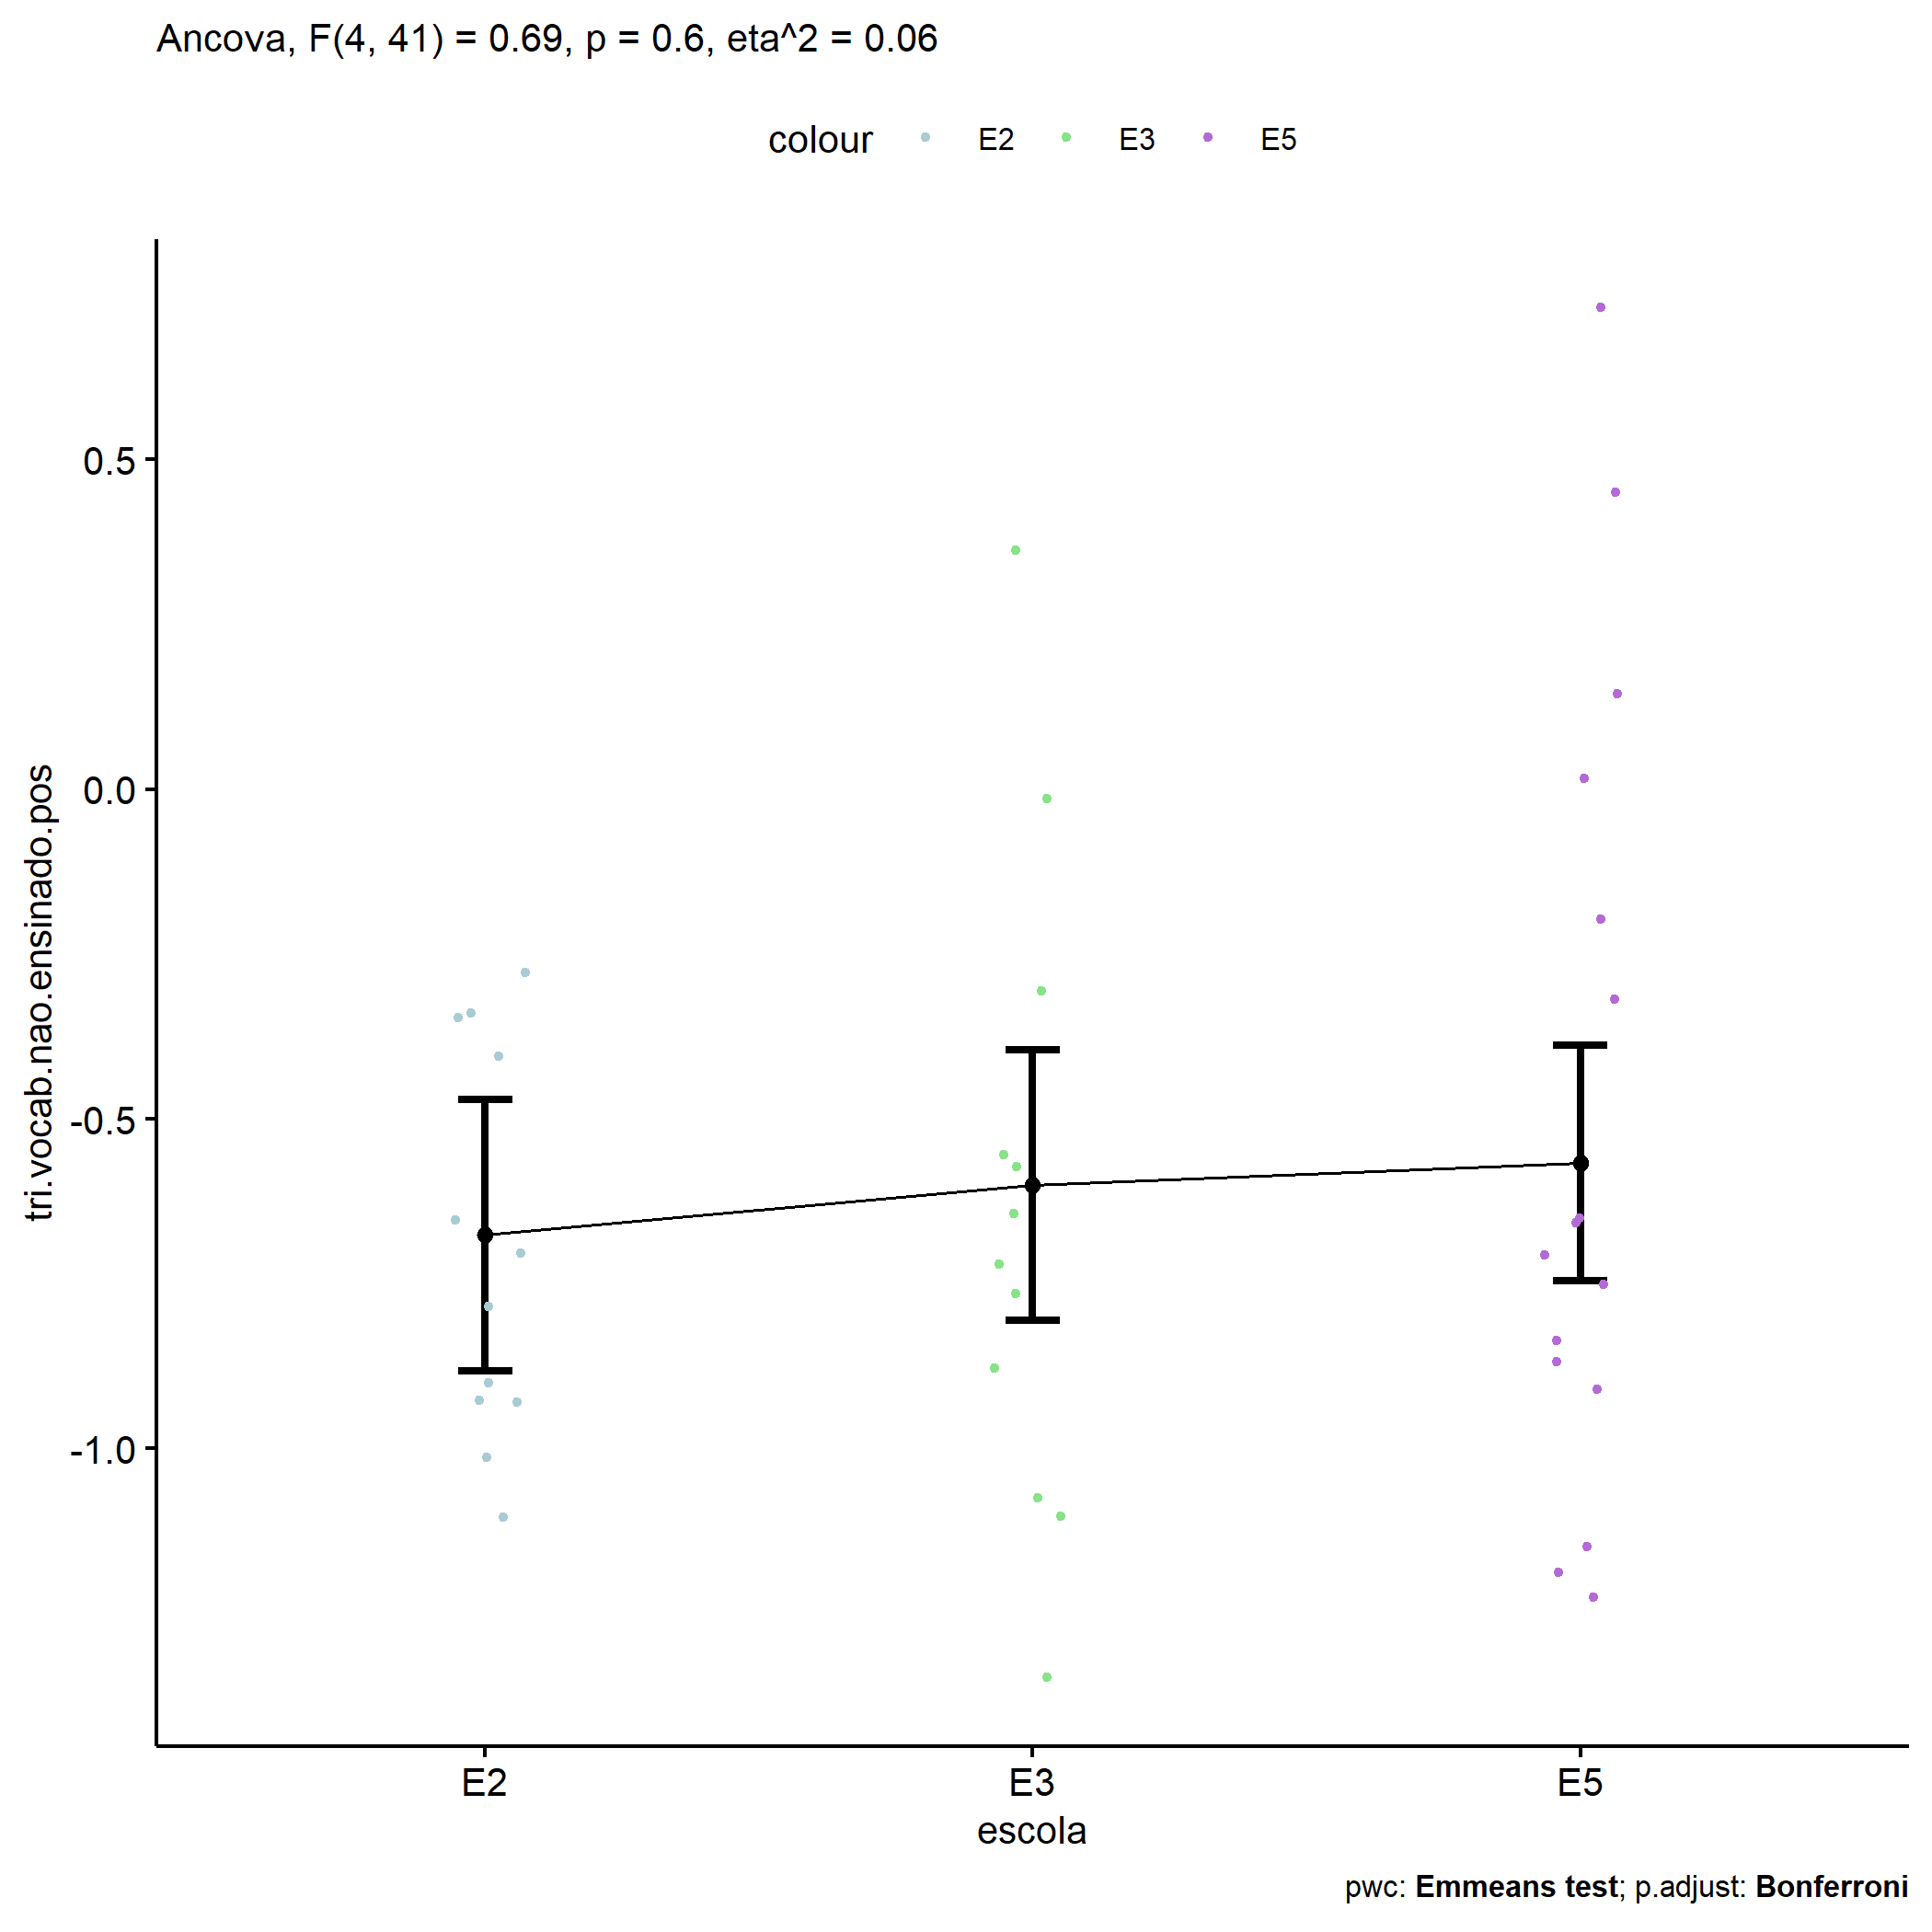 Ancova, F(4, 41) = 0.69, p = 0.6, eta^2 = 0.06
colour E2 E3 E5
tri.vocab.nao.ensinado.pos
0.5
0.0
-0.5
-1.0
E2 E3 E5
escola
pwc: Emmeans test; p.adjust: Bonferroni